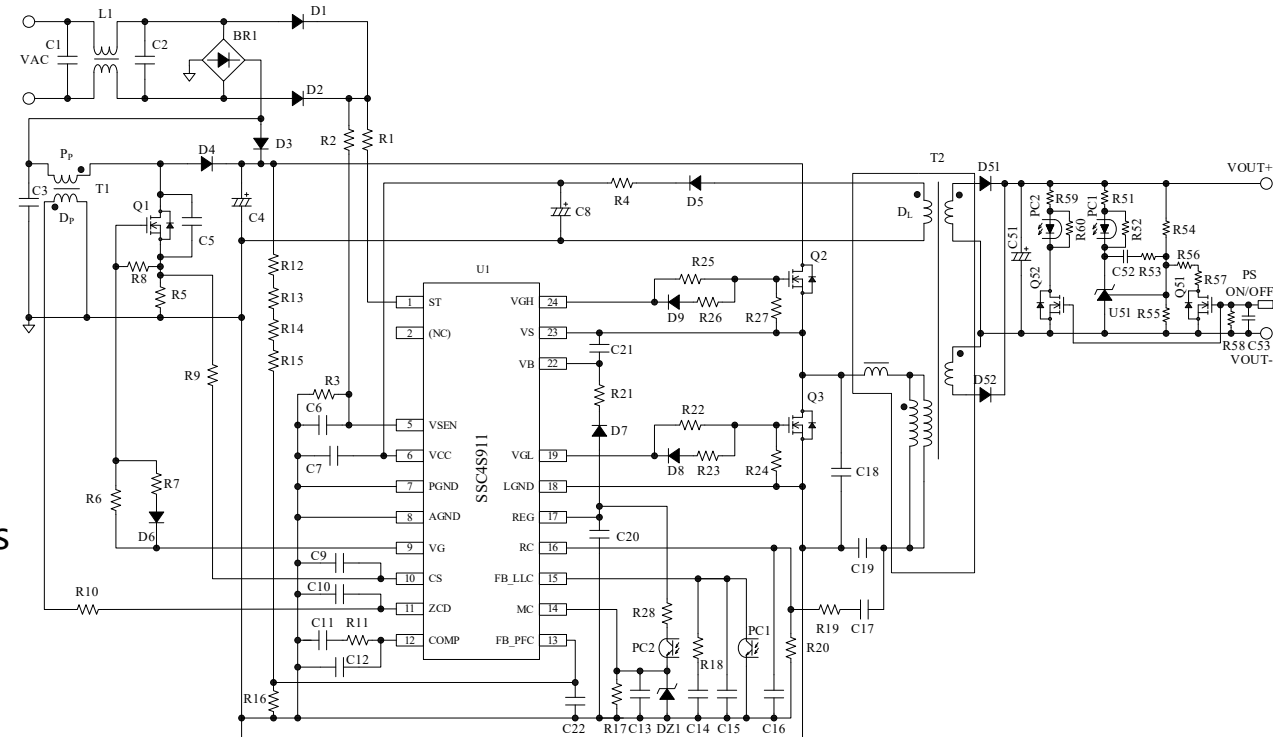 L1
D1
C1
C2
BR1
VAC
D2
R2
R1
D3
PP
D4
T1
C3
DP
Q1
C5
C4
R8
R5
C8
R4
D5
DL
T2
D51
VOUT+
C51
PC2
R59
R60
PC1
R51
R52
R54
C52
R53
R56
R57
Q51
Q52
U51
R55
PS
ON/OFF
R58
C53
VOUT-
D52
R12
R13
R14
R15
R9
U1
SSC4S911
1
ST
2
(NC)
5
VSEN
6
VCC
7
PGND
8
AGND
9
VG
10
CS
11
ZCD
12
COMP
24
VGH
23
VS
22
VB
19
VGL
18
LGND
17
REG
16
RC
15
FB_LLC
14
MC
13
FB_PFC
R25
D9
R26
R27
Q2
C21
R21
D7
R22
D8
R23
R24
Q3
C18
C20
C19
R3
C6
C7
R6
R7
D6
s
R10
C9
C10
C11
R11
C12
R16
R28
PC2
R18
PC1
R20
R19
C17
C22
R17
C13
DZ1
C14
C15
C16